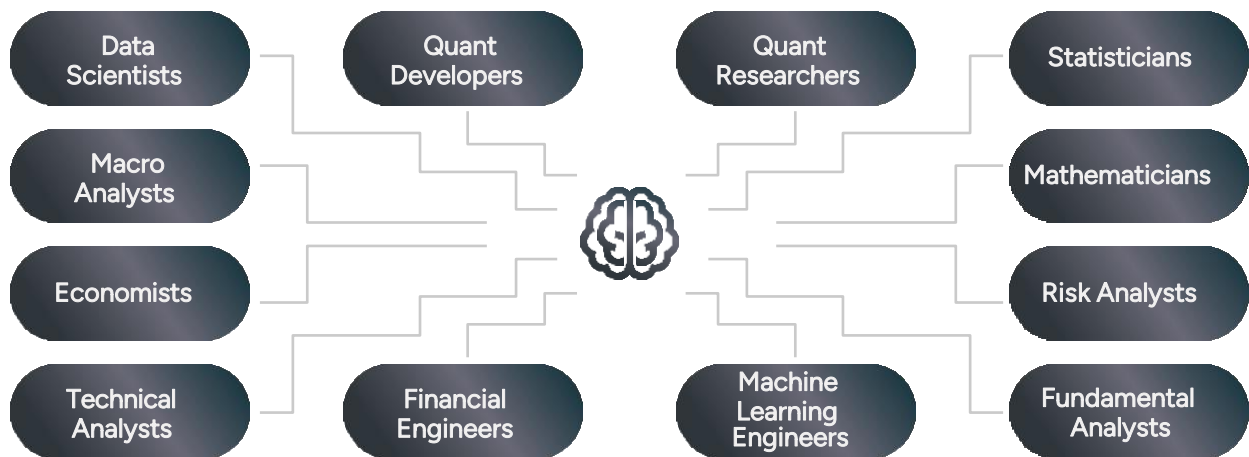 Data
Scientists
Quant
Developers
Quant
Researchers
Statisticians
Macro
Analysts
Mathematicians
Economists
Risk Analysts
Technical
Analysts
Financial
Engineers
Machine
Learning
Engineers
Fundamental
Analysts